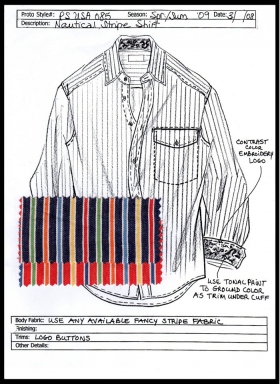 Proto Style#: PS USA 085 Season: Spr/Sum '09 Date: 3/ /08
Description: Nautical Stripe Shirt
CONTRAST
COLOR
EMBROIDERY
LOGO
USE TONAL PRINT
TO GROUND COLOR
AS TRIM UNDER CUFF
Body Fabric: USE ANY AVAILABLE FANCY STRIPE FABRIC
Finishing:
Trims: LOGO BUTTONS
Other Details: